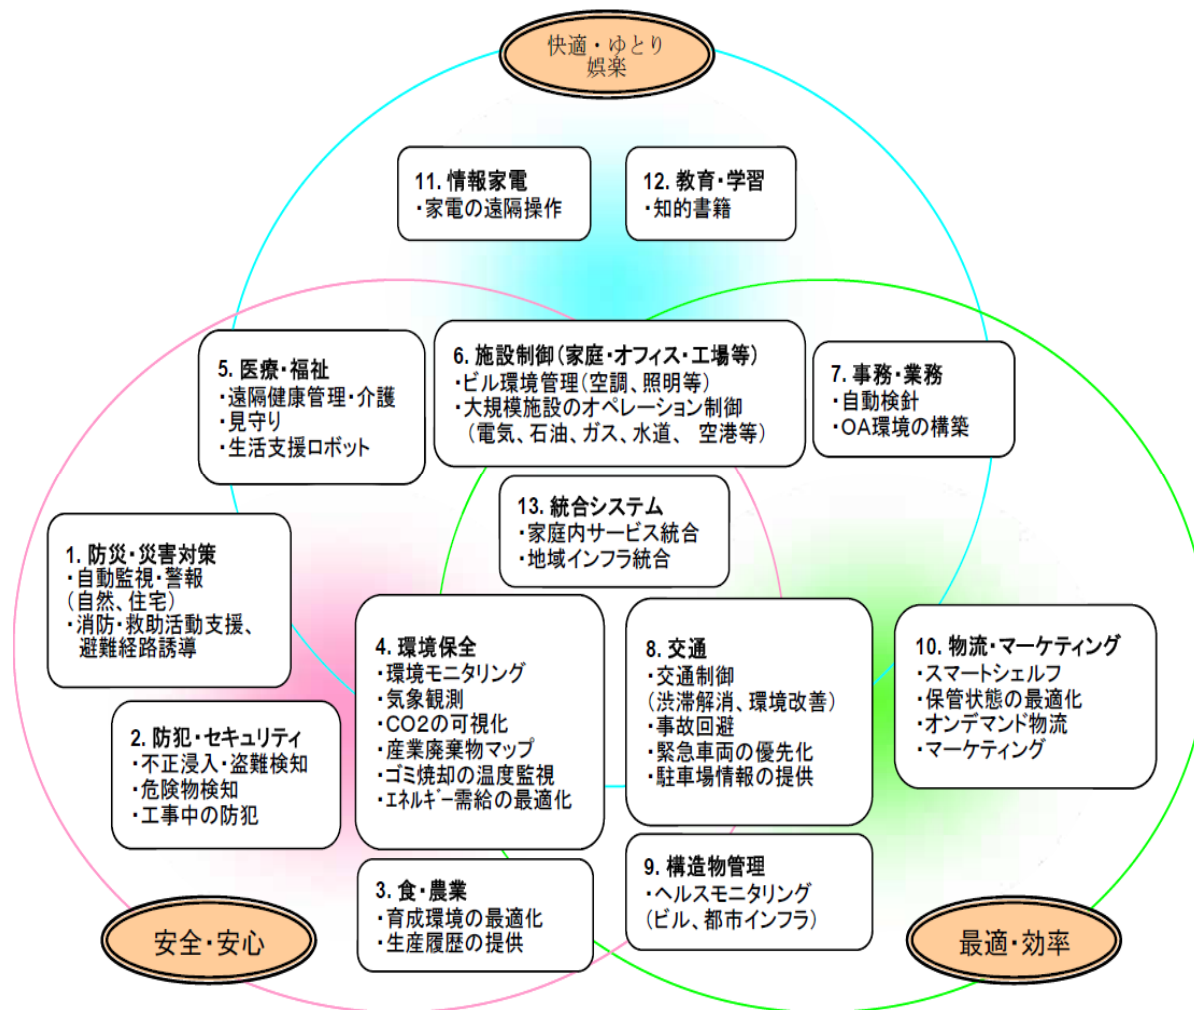 快適・ゆとり
娯楽
11. 情報家電
・家電の遠隔操作
12. 教育・学習
・知的書籍
5. 医療・福祉
・遠隔健康管理・介護
・見守り
・生活支援ロボット
6. 施設制御（家庭・オフィス・工場等）
・ビル環境管理（空調、照明等）
・大規模施設のオペレーション制御
（電気、石油、ガス、水道、 空港等）
7. 事務・業務
・自動検針
・OA環境の構築
13. 統合システム
・家庭内サービス統合
・地域インフラ統合
1. 防災・災害対策
・自動監視・警報
（自然、住宅）
・消防・救助活動支援、
避難経路誘導
4. 環境保全
・環境モニタリング
・気象観測
・CO2の可視化
・産業廃棄物マップ
・ゴミ焼却の温度監視
・ｴﾈﾙｷﾞｰ需給の最適化
8. 交通
・交通制御
（渋滞解消、環境改善）
・事故回避
・緊急車両の優先化
・駐車場情報の提供
10. 物流・マーケティング
・スマートシェルフ
・保管状態の最適化
・オンデマンド物流
・マーケティング
2. 防犯・セキュリティ
・不正浸入・盗難検知
・危険物検知
・工事中の防犯
3. 食・農業
・育成環境の最適化
・生産履歴の提供
9. 構造物管理
・ヘルスモニタリング
（ビル、都市インフラ）
安全・安心
最適・効率